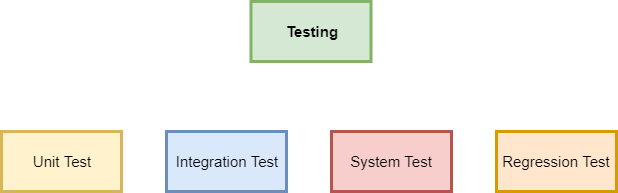 Testing
Unit Test
Integration Test
System Test
Regression Test